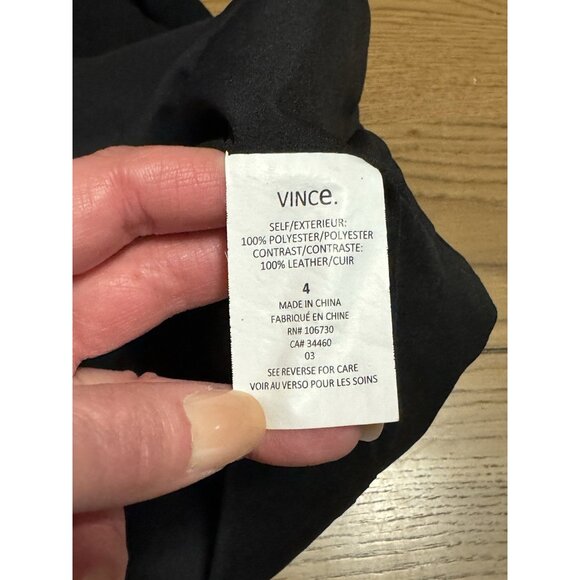 VINCe.
SELF/EXTERIEUR:
100% POLYESTER/POLYESTER
CONTRAST/CONTRASTE:
100% LEATHER/CUIR
4
MADE IN CHINA
FABRIQUÉ EN CHINE
RN# 106730
CA# 34460
03
SEE REVERSE FOR CARE
VOIR AU VERSO POUR LES SOINS